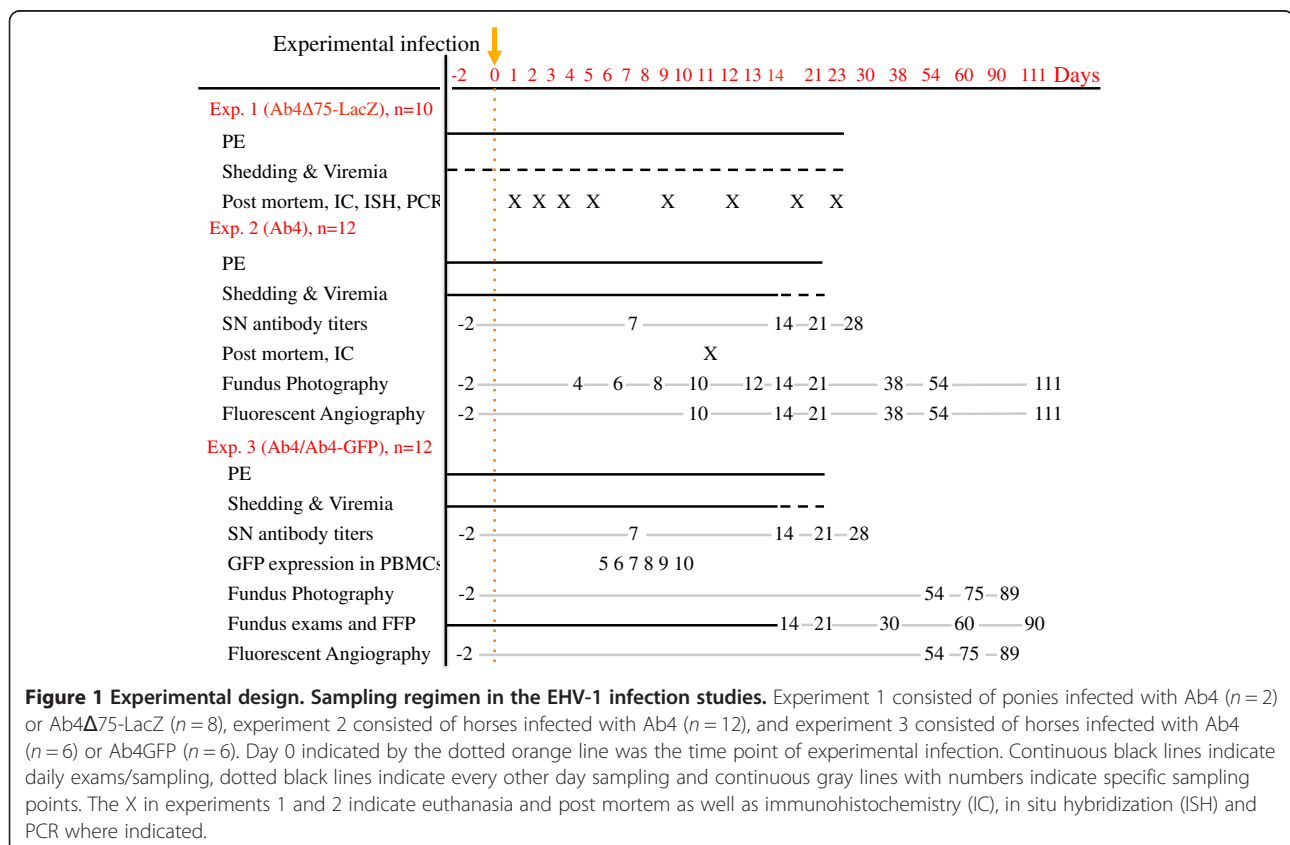 Experimental infection
-2 0 1 2 3 4 5 6 7 8 9 10 11 12 13 14 21 23 30 38 54 60 90 111 Days
Exp. 1 (Ab4Δ75-LacZ), n=10
PE
Shedding & Viremia
Post mortem, IC, ISH, PCR X X X X X X X X
Exp. 2 (Ab4), n=12
PE
Shedding & Viremia
SN antibody titers -2 7 14 21 28
Post mortem, IC X
Fundus Photography -2 4 6 8 10 12 14 21 38 54 111
Fluorescent Angiography -2 10 14 21 38 54 111
Exp. 3 (Ab4/Ab4-GFP), n=12
PE
Shedding & Viremia
SN antibody titers -2 7 14 21 28
GFP expression in PBMCs 5 6 7 8 9 10
Fundus Photography -2 54 75 89
Fundus exams and FFP 14 21 30 60 90
Fluorescent Angiography -2 54 75 89
Figure 1 Experimental design. Sampling regimen in the EHV-1 infection studies. Experiment 1 consisted of ponies infected with Ab4 (n = 2)
or Ab4Δ75-LacZ (n = 8), experiment 2 consisted of horses infected with Ab4 (n = 12), and experiment 3 consisted of horses infected with Ab4
(n = 6) or Ab4GFP (n = 6). Day 0 indicated by the dotted orange line was the time point of experimental infection. Continuous black lines indicate
daily exams/sampling, dotted black lines indicate every other day sampling and continuous gray lines with numbers indicate specific sampling
points. The X in experiments 1 and 2 indicate euthanasia and post mortem as well as immunohistochemistry (IC), in situ hybridization (ISH) and
PCR where indicated.